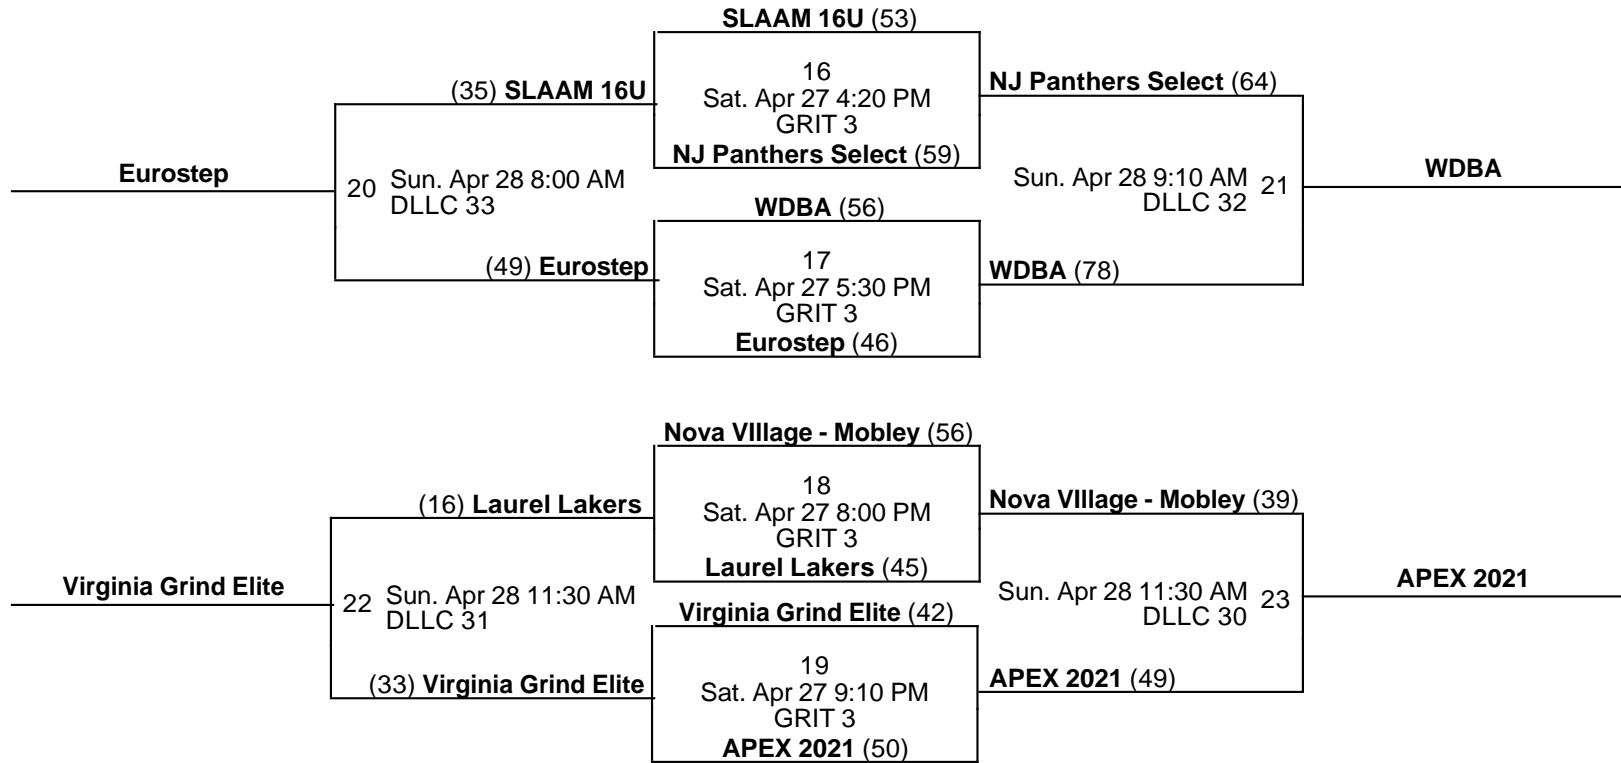 SLAAM 16U (53)
16
Sat. Apr 27 4:20 PM
GRIT 3
NJ Panthers Select (59)
(35) SLAAM 16U
NJ Panthers Select (64)
Eurostep
20
Sun. Apr 28 8:00 AM
DLLC 33
Sun. Apr 28 9:10 AM
DLLC 32
21
WDBA
WDBA (56)
17
Sat. Apr 27 5:30 PM
GRIT 3
Eurostep (46)
(49) Eurostep
WDBA (78)
Nova VIllage - Mobley (56)
18
Sat. Apr 27 8:00 PM
GRIT 3
Laurel Lakers (45)
(16) Laurel Lakers
Nova VIllage - Mobley (39)
Virginia Grind Elite
22
Sun. Apr 28 11:30 AM
DLLC 31
Sun. Apr 28 11:30 AM
DLLC 30
23
APEX 2021
Virginia Grind Elite (42)
19
Sat. Apr 27 9:10 PM
GRIT 3
APEX 2021 (50)
(33) Virginia Grind Elite
APEX 2021 (49)